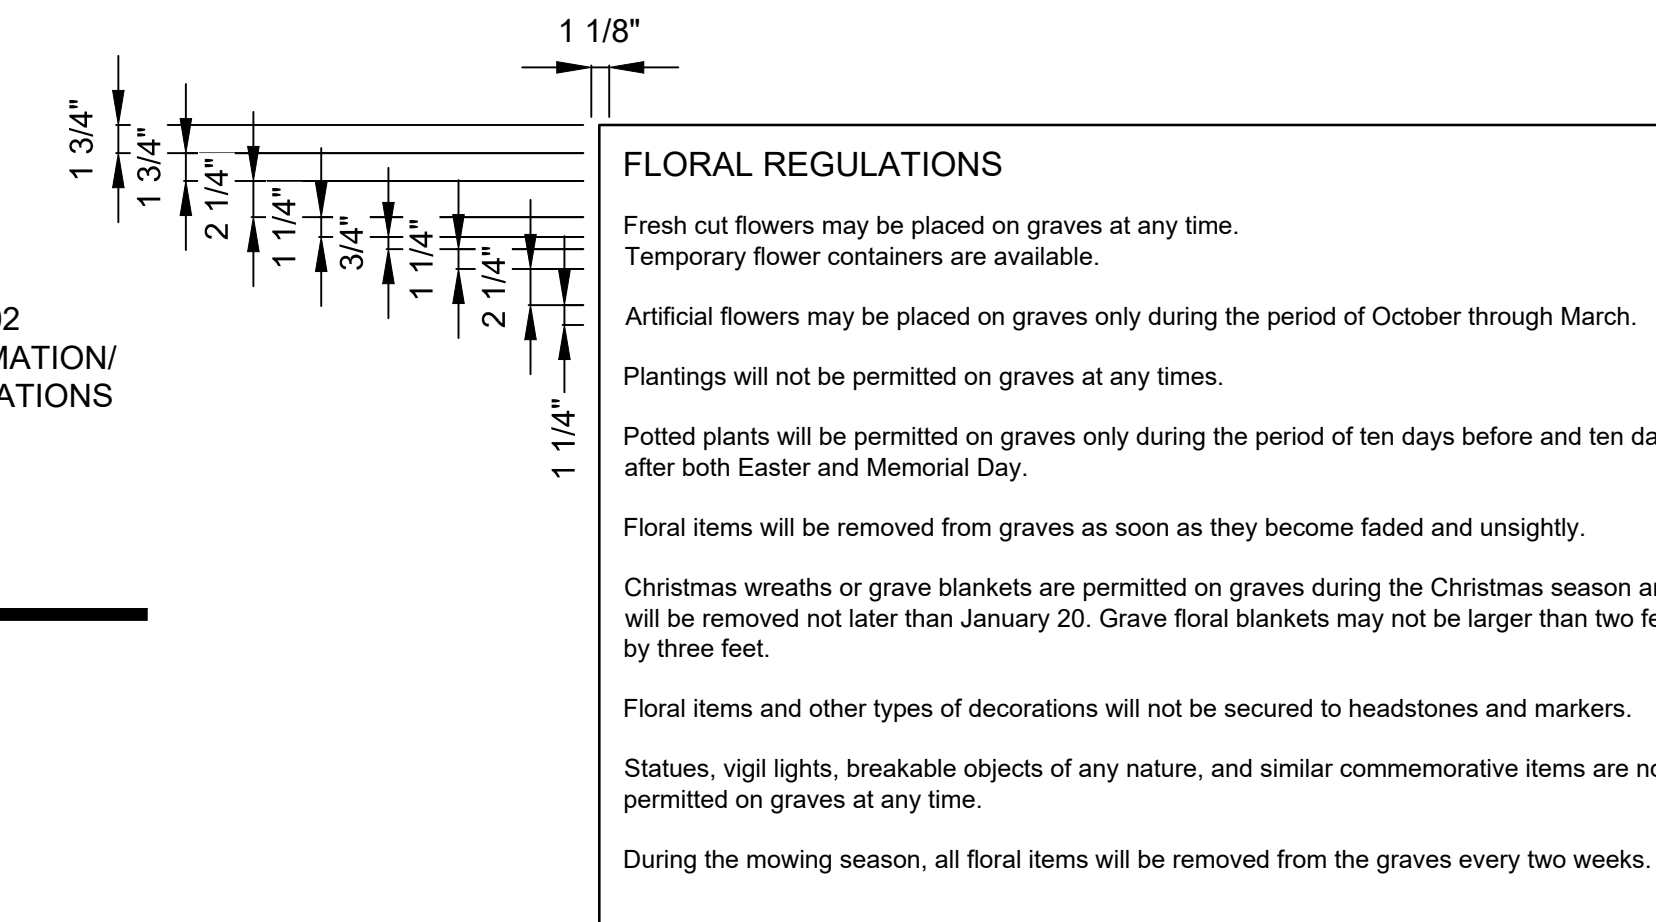 1 1/8"
1 3/4"
1 3/4"
2 1/4"
1 1/4"
3/4"
1 1/4"
2 1/4"
1 1/4"
02
MATION/
ATIONS
FLORAL REGULATIONS
Fresh cut flowers may be placed on graves at any time.
Temporary flower containers are available.
Artificial flowers may be placed on graves only during the period of October through March.
Plantings will not be permitted on graves at any times.
Potted plants will be permitted on graves only during the period of ten days before and ten da
after both Easter and Memorial Day.
Floral items will be removed from graves as soon as they become faded and unsightly.
Christmas wreaths or grave blankets are permitted on graves during the Christmas season a
will be removed not later than January 20. Grave floral blankets may not be larger than two fe
by three feet.
Floral items and other types of decorations will not be secured to headstones and markers.
Statues, vigil lights, breakable objects of any nature, and similar commemorative items are no
permitted on graves at any time.
During the mowing season, all floral items will be removed from the graves every two weeks.